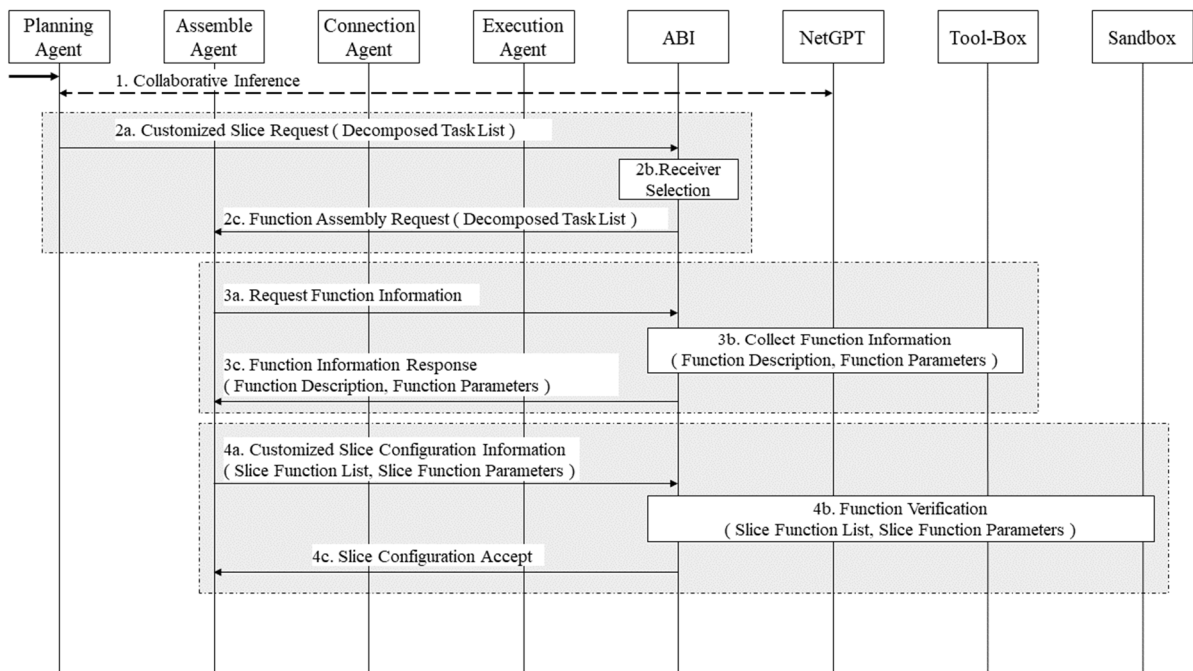 Planning
Agent
Assemble
Agent
Connection
Agent
Execution
Agent
ABI
NetGPT
Tool-Box
Sandbox
1. Collaborative Inference
2a. Customized Slice Request ( Decomposed Task List )
2b.Receiver
Selection
2c. Function Assembly Request ( Decomposed Task List )
3a. Request Function Information
3b. Collect Function Information
( Function Description, Function Parameters )
3c. Function Information Response
( Function Description, Function Parameters )
4a. Customized Slice Configuration Information
( Slice Function List, Slice Function Parameters )
4b. Function Verification
( Slice Function List, Slice Function Parameters )
4c. Slice Configuration Accept